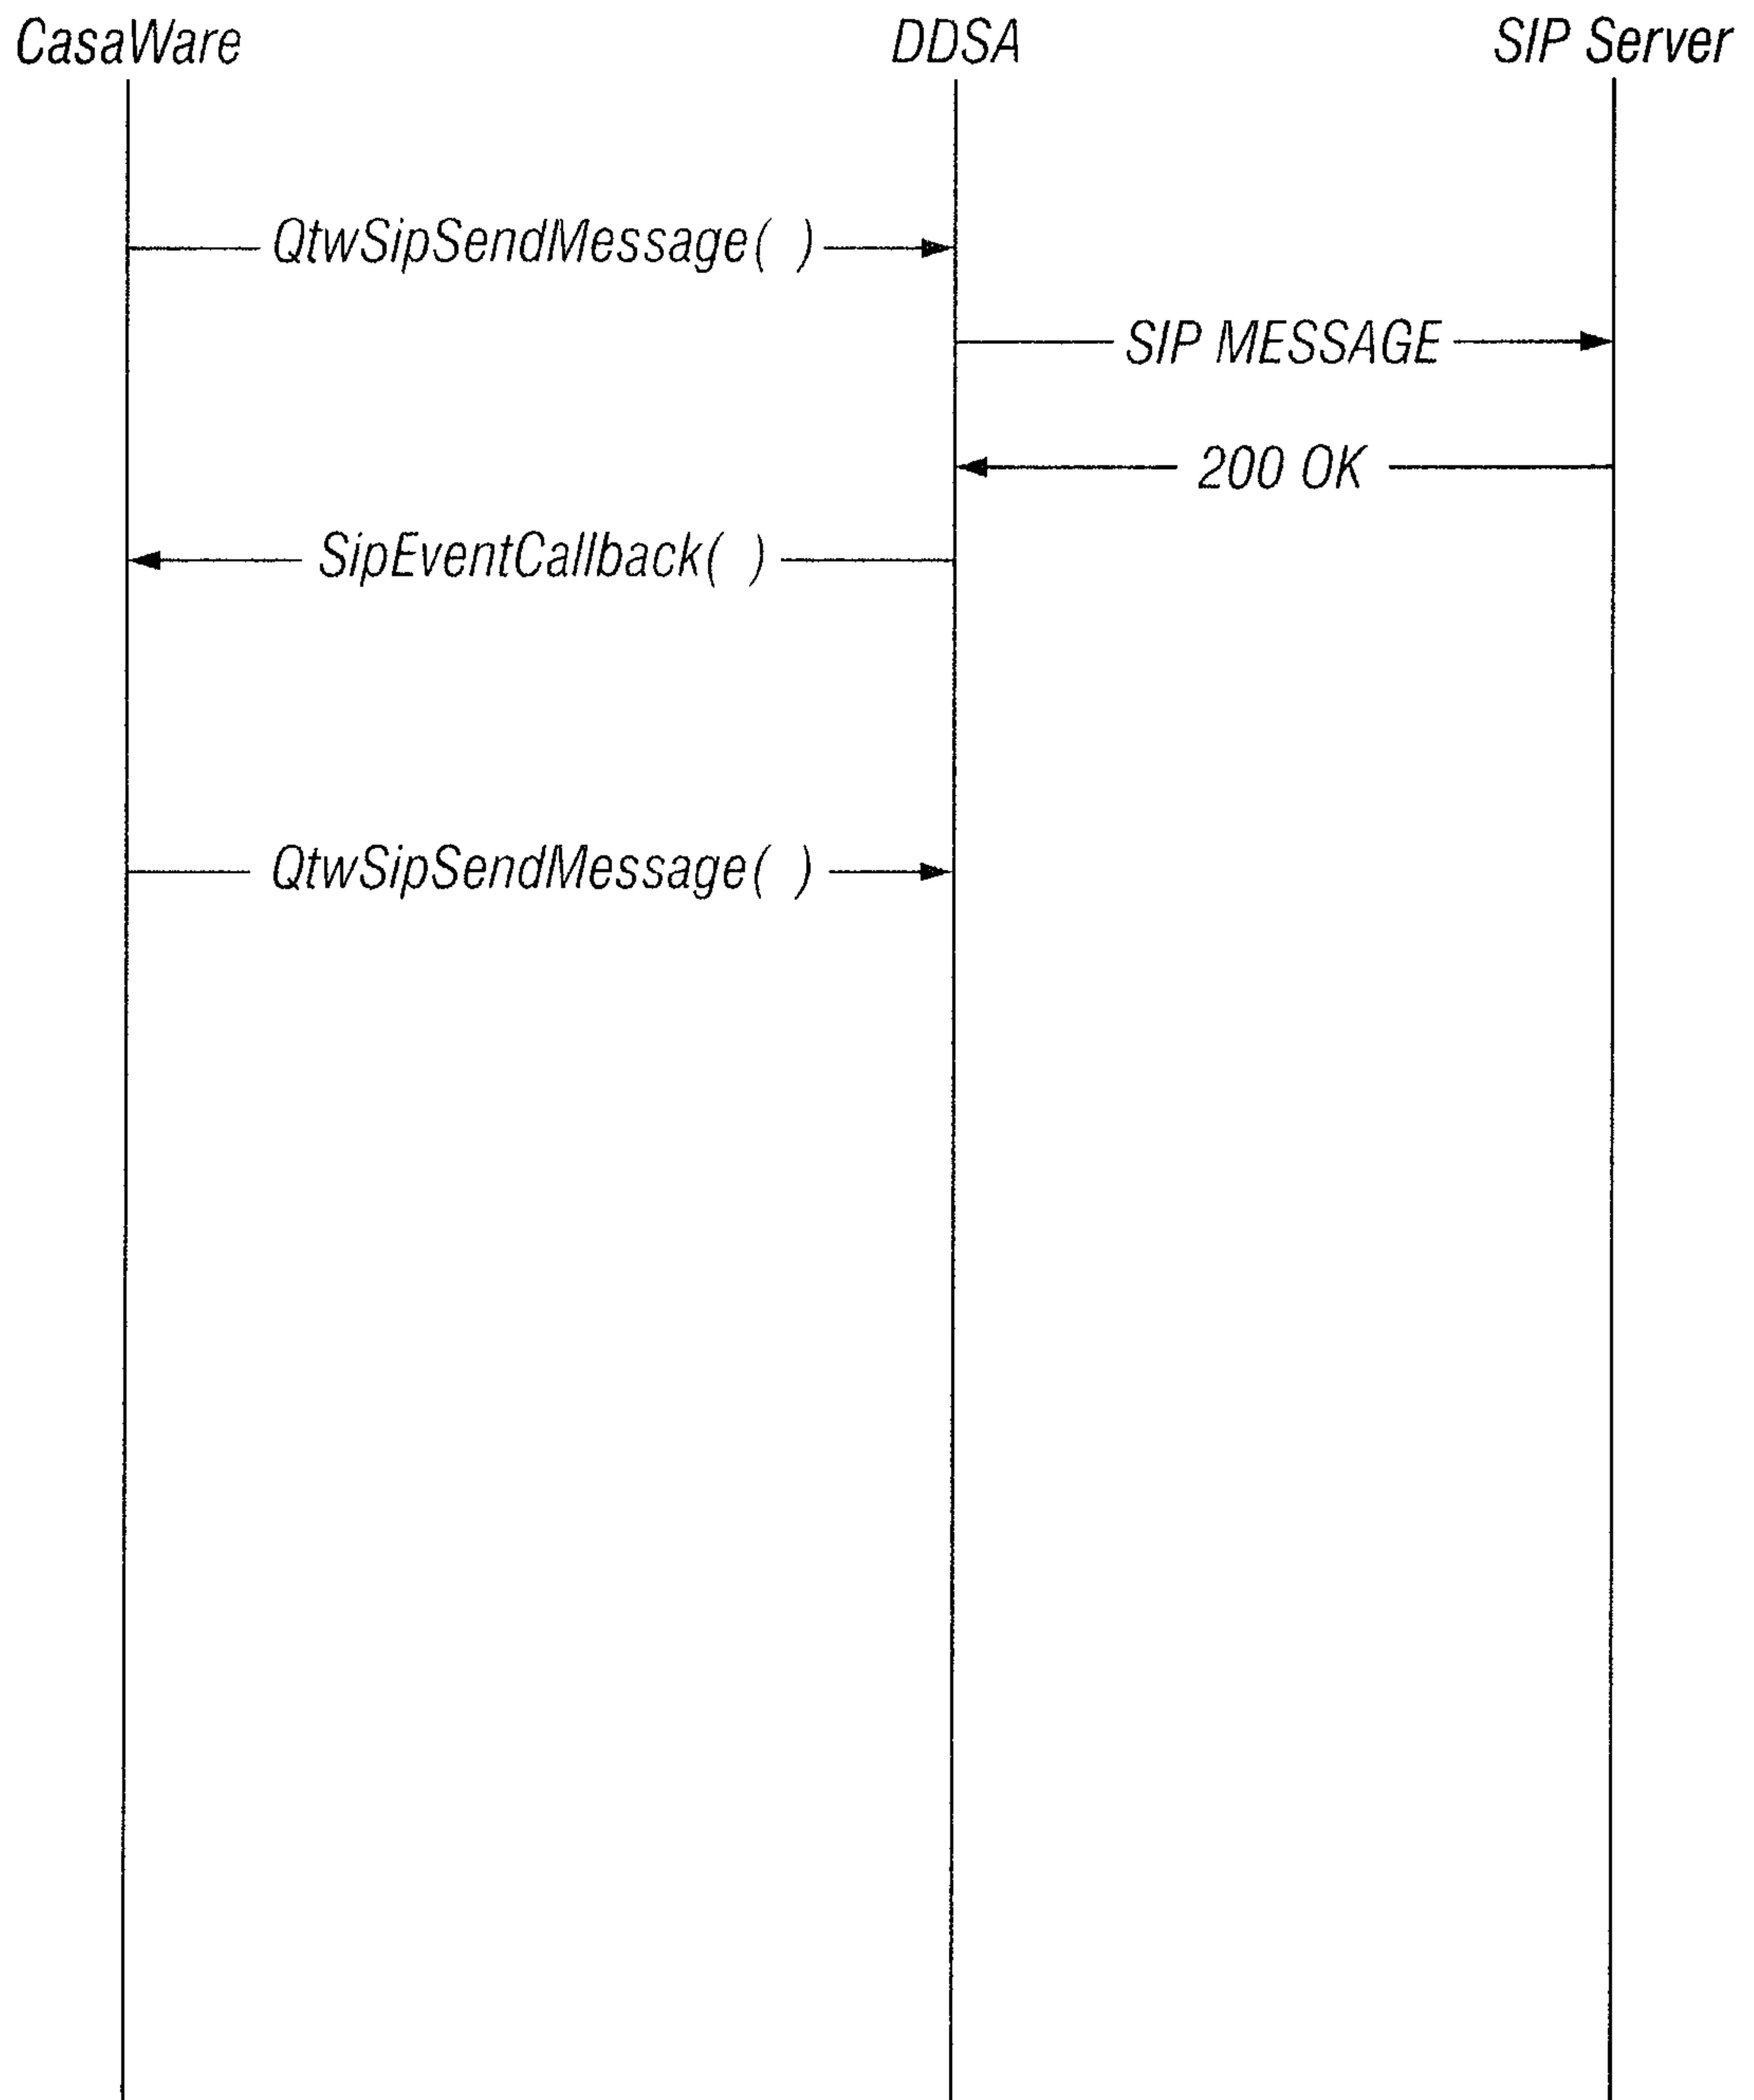 CasaWare DDSA SIP Server
QtwSipSendMessage( )
SIP MESSAGE
200 OK
SipEventCallback( )
QtwSipSendMessage( )